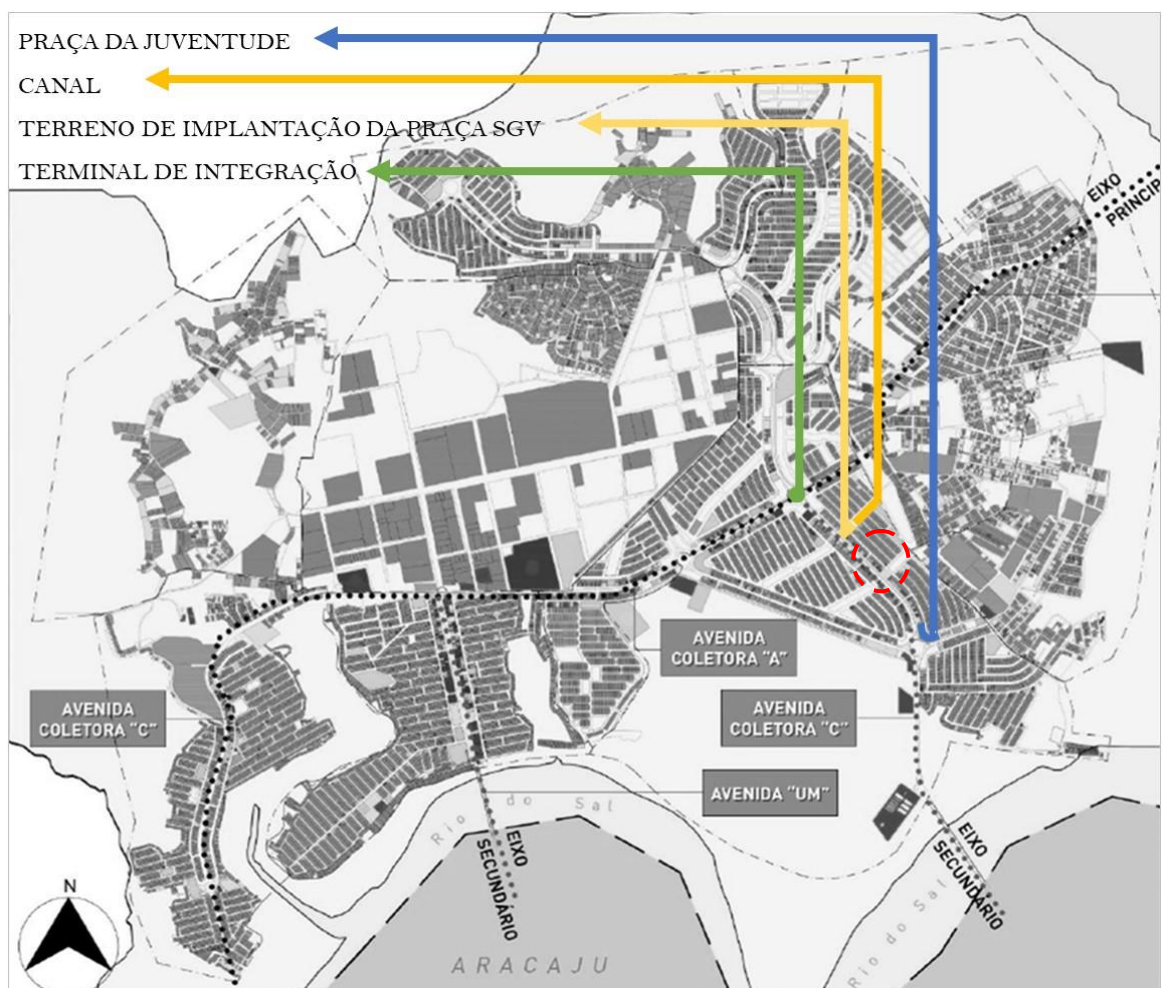 PRAÇA DA JUVENTUDE
CANAL
TERRENO DE IMPLANTAÇÃO DA PRAÇA SGV
TERMINAL DE INTEGRAÇÃO
EIXO
PRINCIP
AVENIDA
COLETORA "A"
AVENIDA
COLETORA "C"
AVENIDA
COLETORA "C"
AVENIDA "UM"
Rio do Sal
EIXO
SECUNDÁRIO
EIXO
SECUNDÁRIO
Rio do Sal
N
ARACAJU